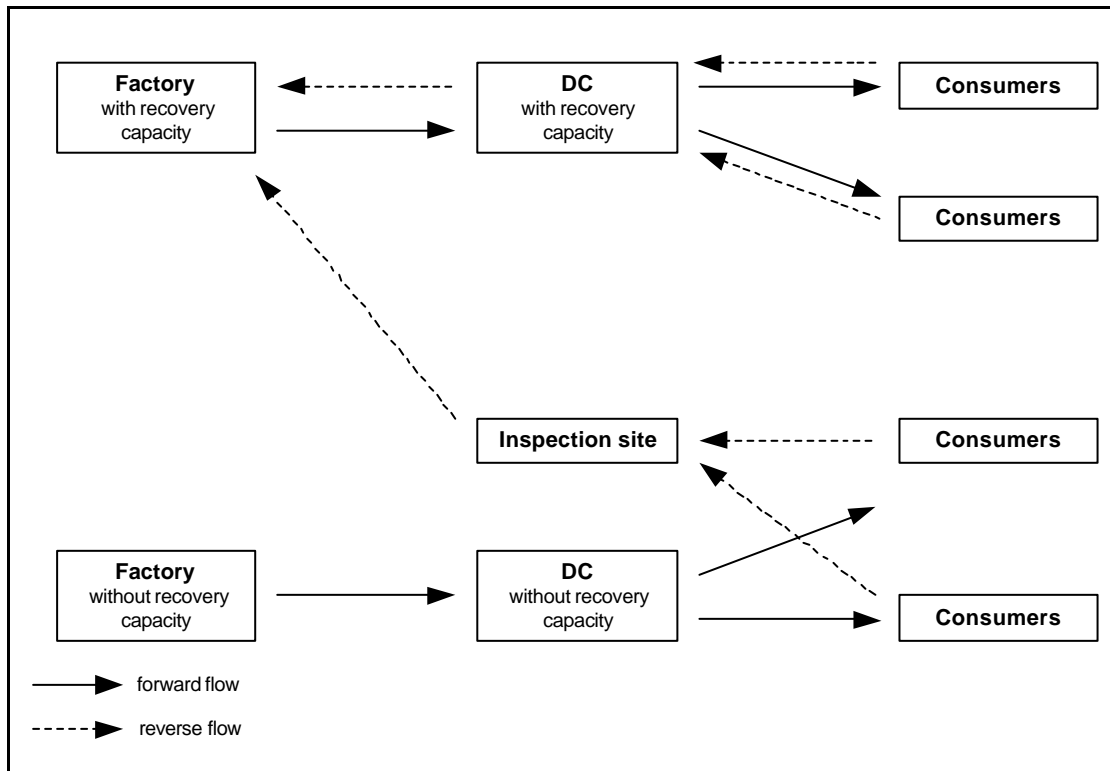 Factory
with recovery
capacity
DC
with recovery
capacity
Consumers
Consumers
Inspection site
Consumers
Factory
without recovery
capacity
DC
without recovery
capacity
Consumers
forward flow
reverse flow